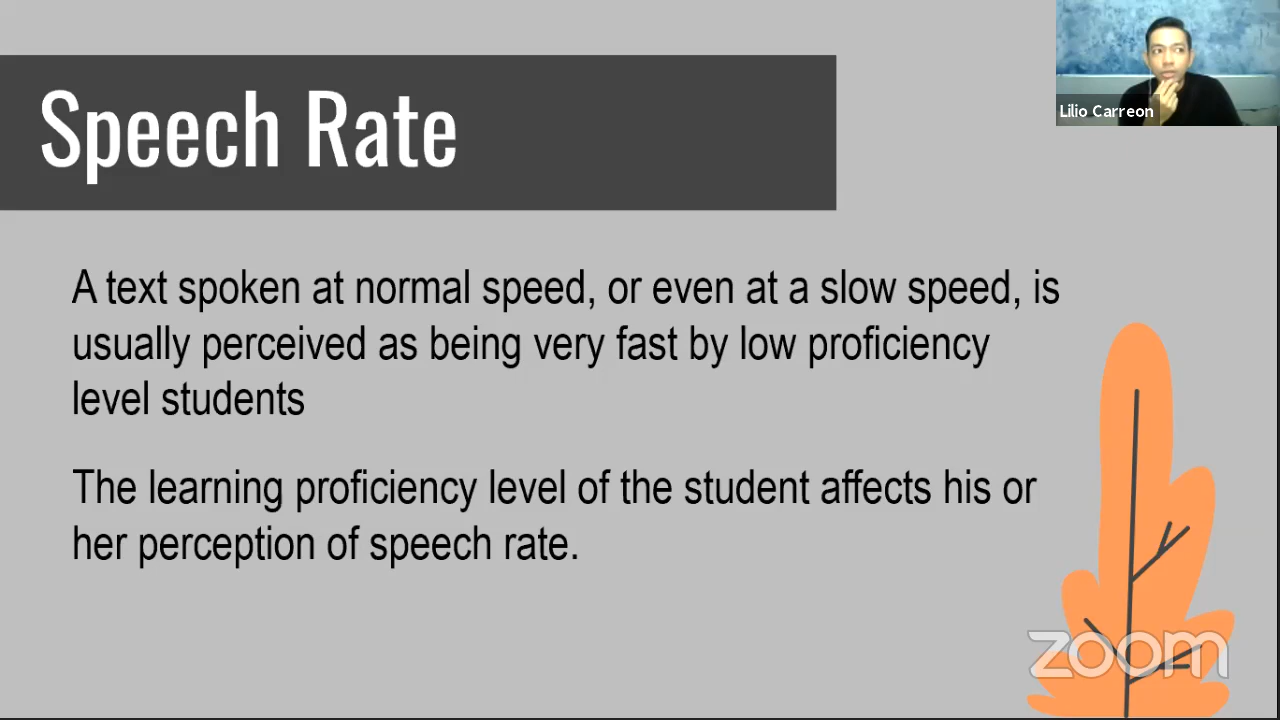 Speech Rate
Lilio Carreon
A text spoken at normal speed, or even at a slow speed, is
usually perceived as being very fast by low proficiency
level students
The learning proficiency level of the student affects his or
her perception of speech rate.
zoom